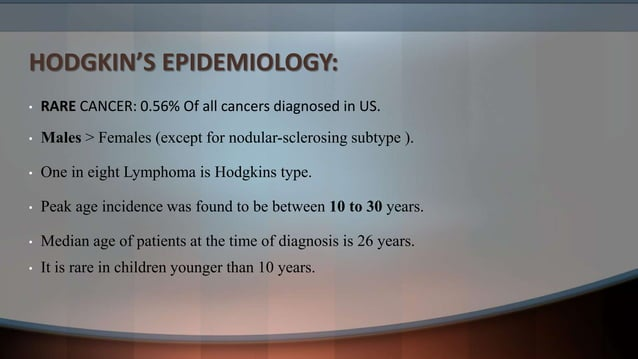 HODGKIN’S EPIDEMIOLOGY:
• RARE CANCER: 0.56% Of all cancers diagnosed in US.
• Males > Females (except for nodular-sclerosing subtype ).
• One in eight Lymphoma is Hodgkins type.
• Peak age incidence was found to be between 10 to 30 years.
• Median age of patients at the time of diagnosis is 26 years.
• It is rare in children younger than 10 years.